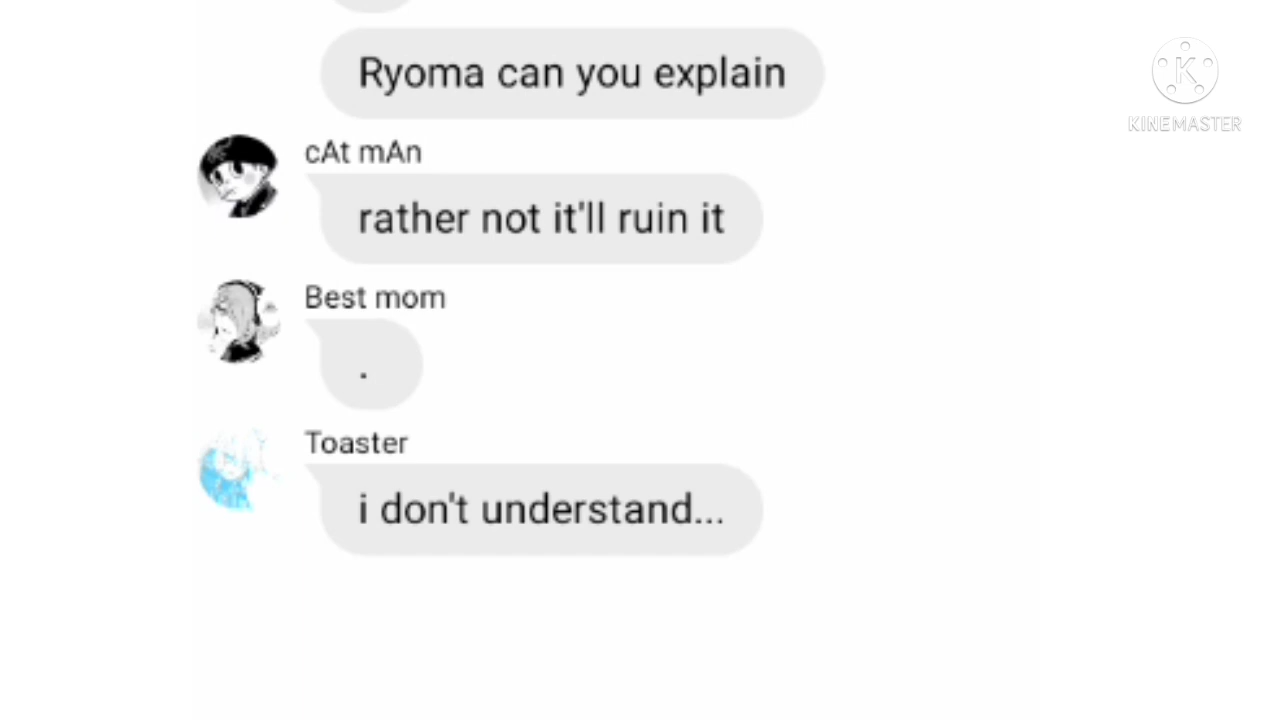 Ryoma can you explain
KINEMASTER
cAt mAn
rather not it'll ruin it
Best mom
.
Toaster
i don't understand...